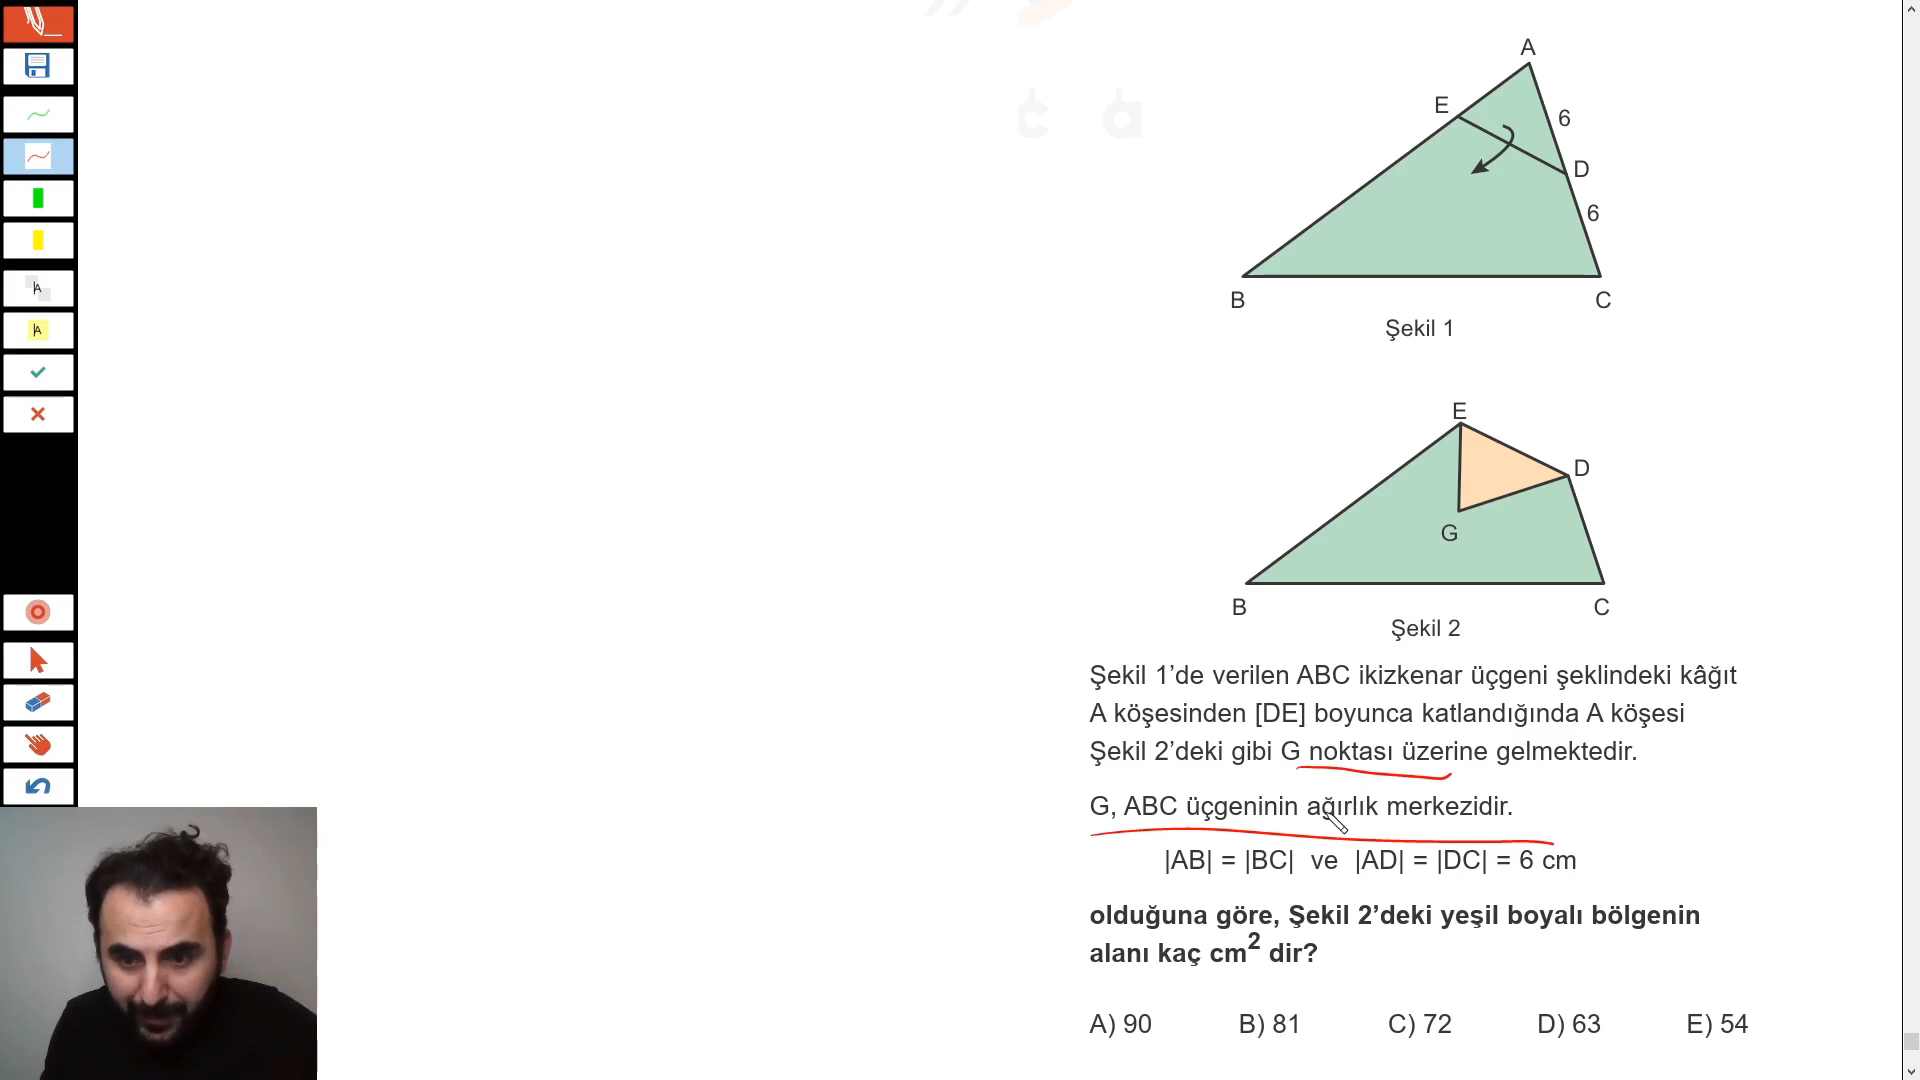 A
E
6
D
6
B
C
Şekil 1
E
D
G
B
C
Şekil 2
Şekil 1’de verilen ABC ikizkenar üçgeni şeklindeki kâğıt
A köşesinden [DE] boyunca katlandığında A köşesi
Şekil 2’deki gibi G noktası üzerine gelmektedir.
G, ABC üçgeninin ağırlık merkezidir.
|AB| = |BC| ve |AD| = |DC| = 6 cm
olduğuna göre, Şekil 2’deki yeşil boyalı bölgenin
alanı kaç cm² dir?
A) 90 B) 81 C) 72 D) 63 E) 54